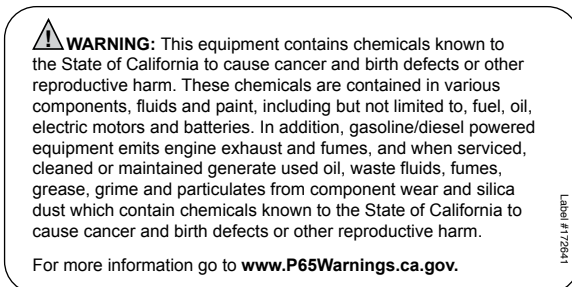 WARNING: This equipment contains chemicals known to
the State of California to cause cancer and birth defects or other
reproductive harm. These chemicals are contained in various
components, fluids and paint, including but not limited to, fuel, oil,
electric motors and batteries. In addition, gasoline/diesel powered
equipment emits engine exhaust and fumes, and when serviced,
cleaned or maintained generate used oil, waste fluids, fumes,
grease, grime and particulates from component wear and silica
dust which contain chemicals known to the State of California to
cause cancer and birth defects or other reproductive harm.
For more information go to www.P65Warnings.ca.gov.
Label #172641